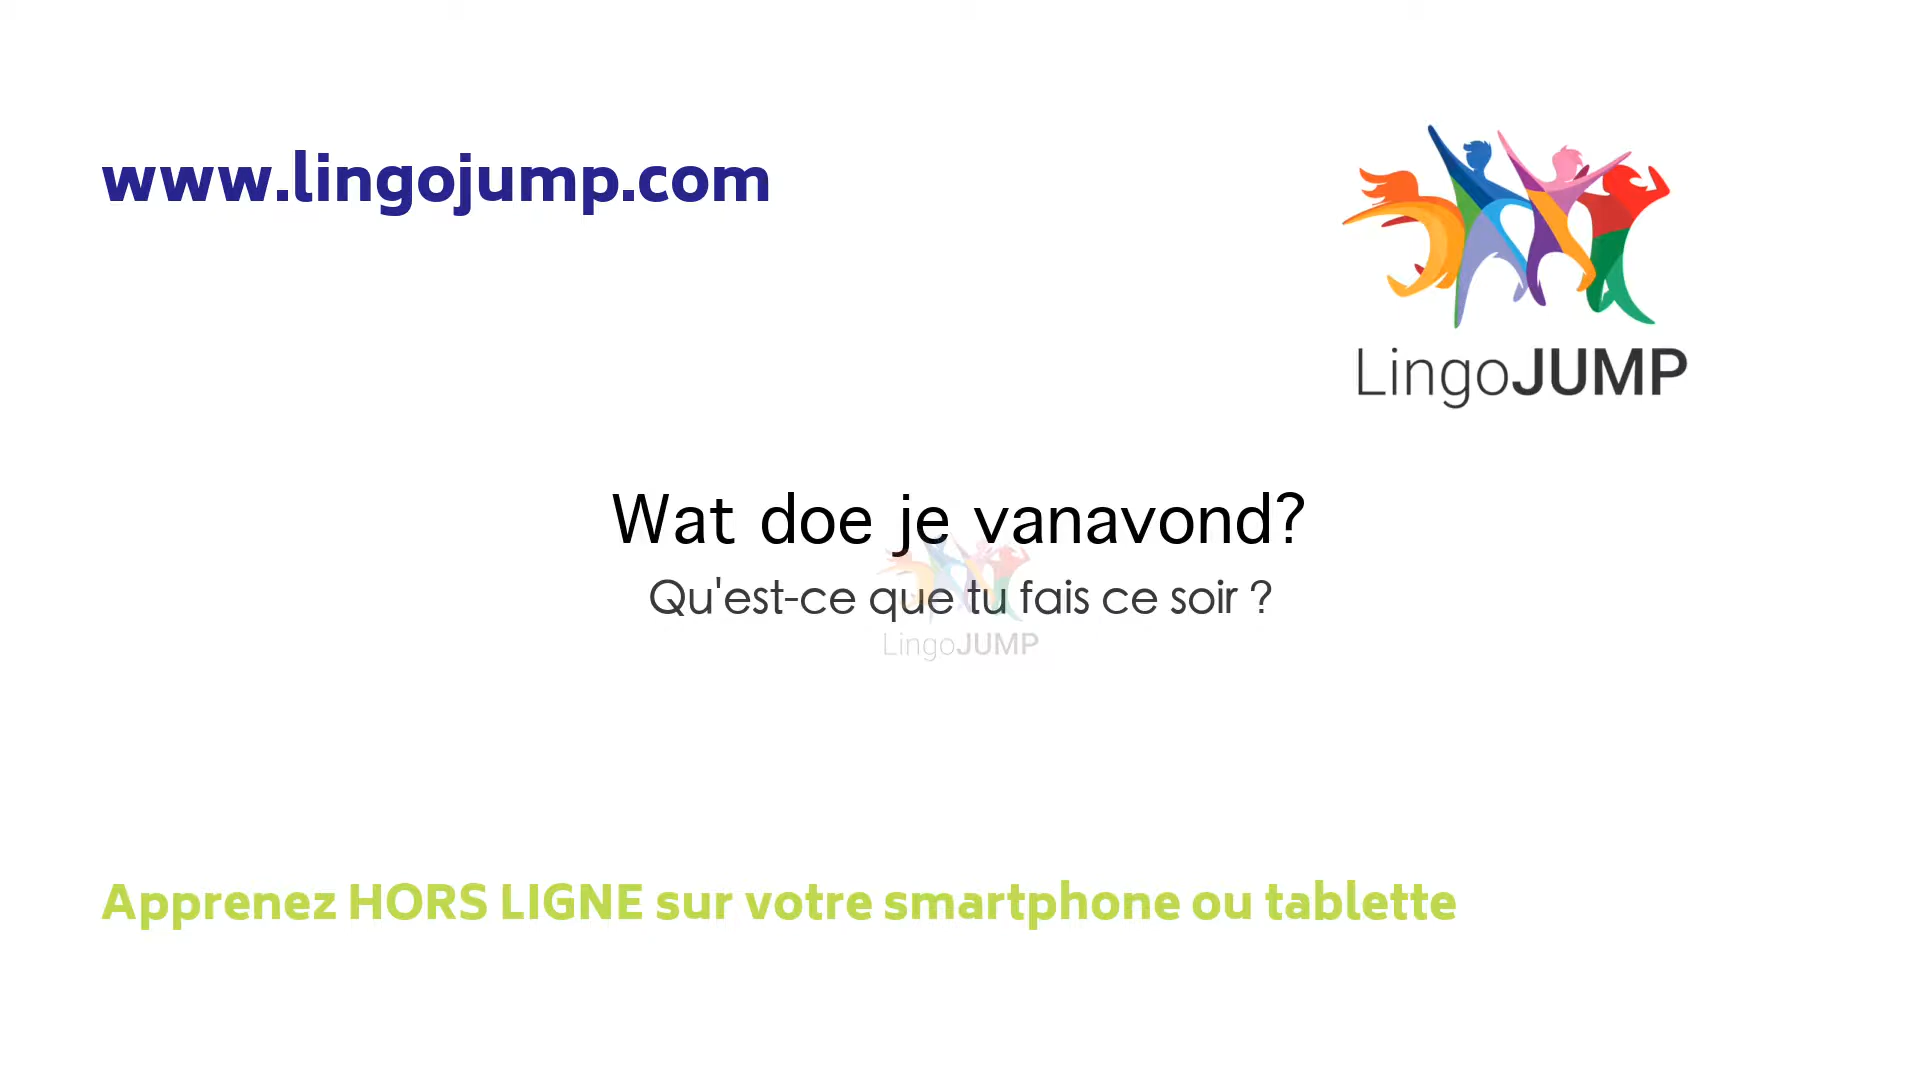 www.lingojump.com
LingoJUMP
Wat doe je vanavond?
Qu'est-ce que tu fais ce soir ?
LingoJUMP
Apprenez HORS LIGNE sur votre smartphone ou tablette